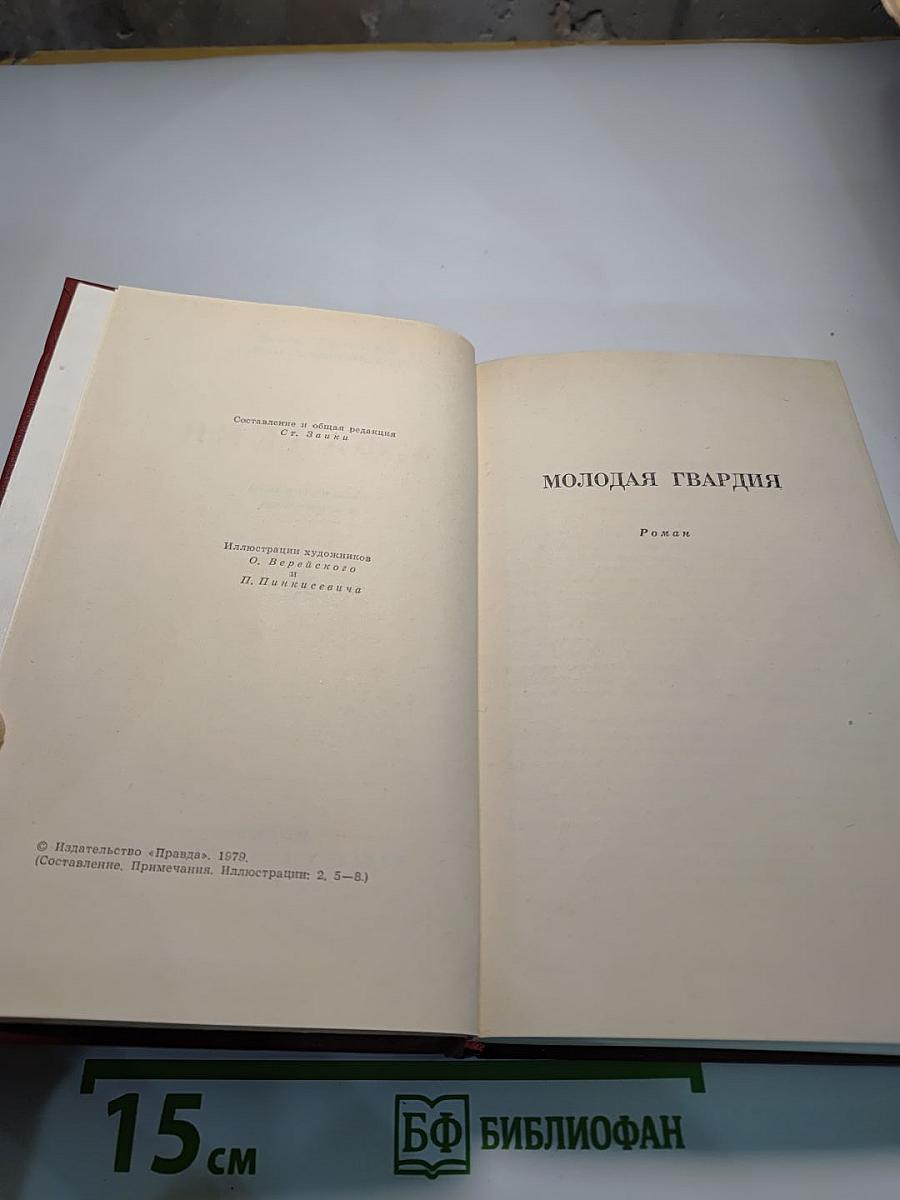 Составление и общая редакция
Ст. Заики
Иллюстрации художников
О. Верейского
и
П. Пинкисевича
© Издательство «Правда». 1979.
(Составление. Примечания. Иллюстрации: 2, 5—8.)
МОЛОДАЯ ГВАРДИЯ
Роман
15 см
БФ БИБЛИОФАН